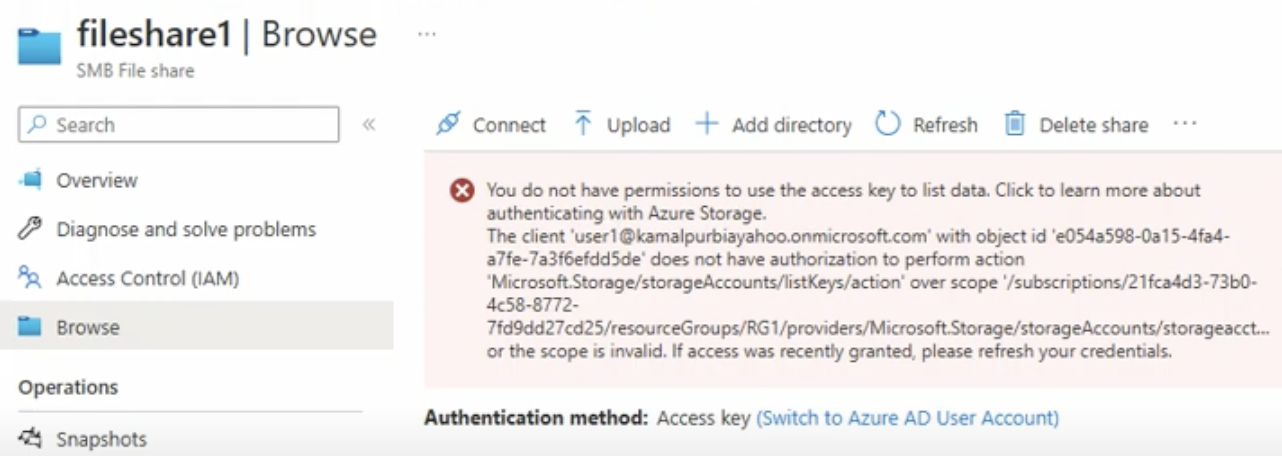 fileshare1 | Browse ...
SMB File share
Search «
Connect Upload Add directory Refresh Delete share ...
Overview
Diagnose and solve problems
Access Control (IAM)
Browse
Operations
Snapshots
You do not have permissions to use the access key to list data. Click to learn more about
authenticating with Azure Storage.
The client 'user1@kamalpurbiayahoo.onmicrosoft.com' with object id 'e054a598-0a15-4fa4-
a7fe-7a3f6efdd5de' does not have authorization to perform action
'Microsoft.Storage/storageAccounts/listKeys/action' over scope '/subscriptions/21fca4d3-73b0-
4c58-8772-
7fd9dd27cd25/resourceGroups/RG1/providers/Microsoft.Storage/storageAccounts/storageacct...
or the scope is invalid. If access was recently granted, please refresh your credentials.
Authentication method: Access key (Switch to Azure AD User Account)